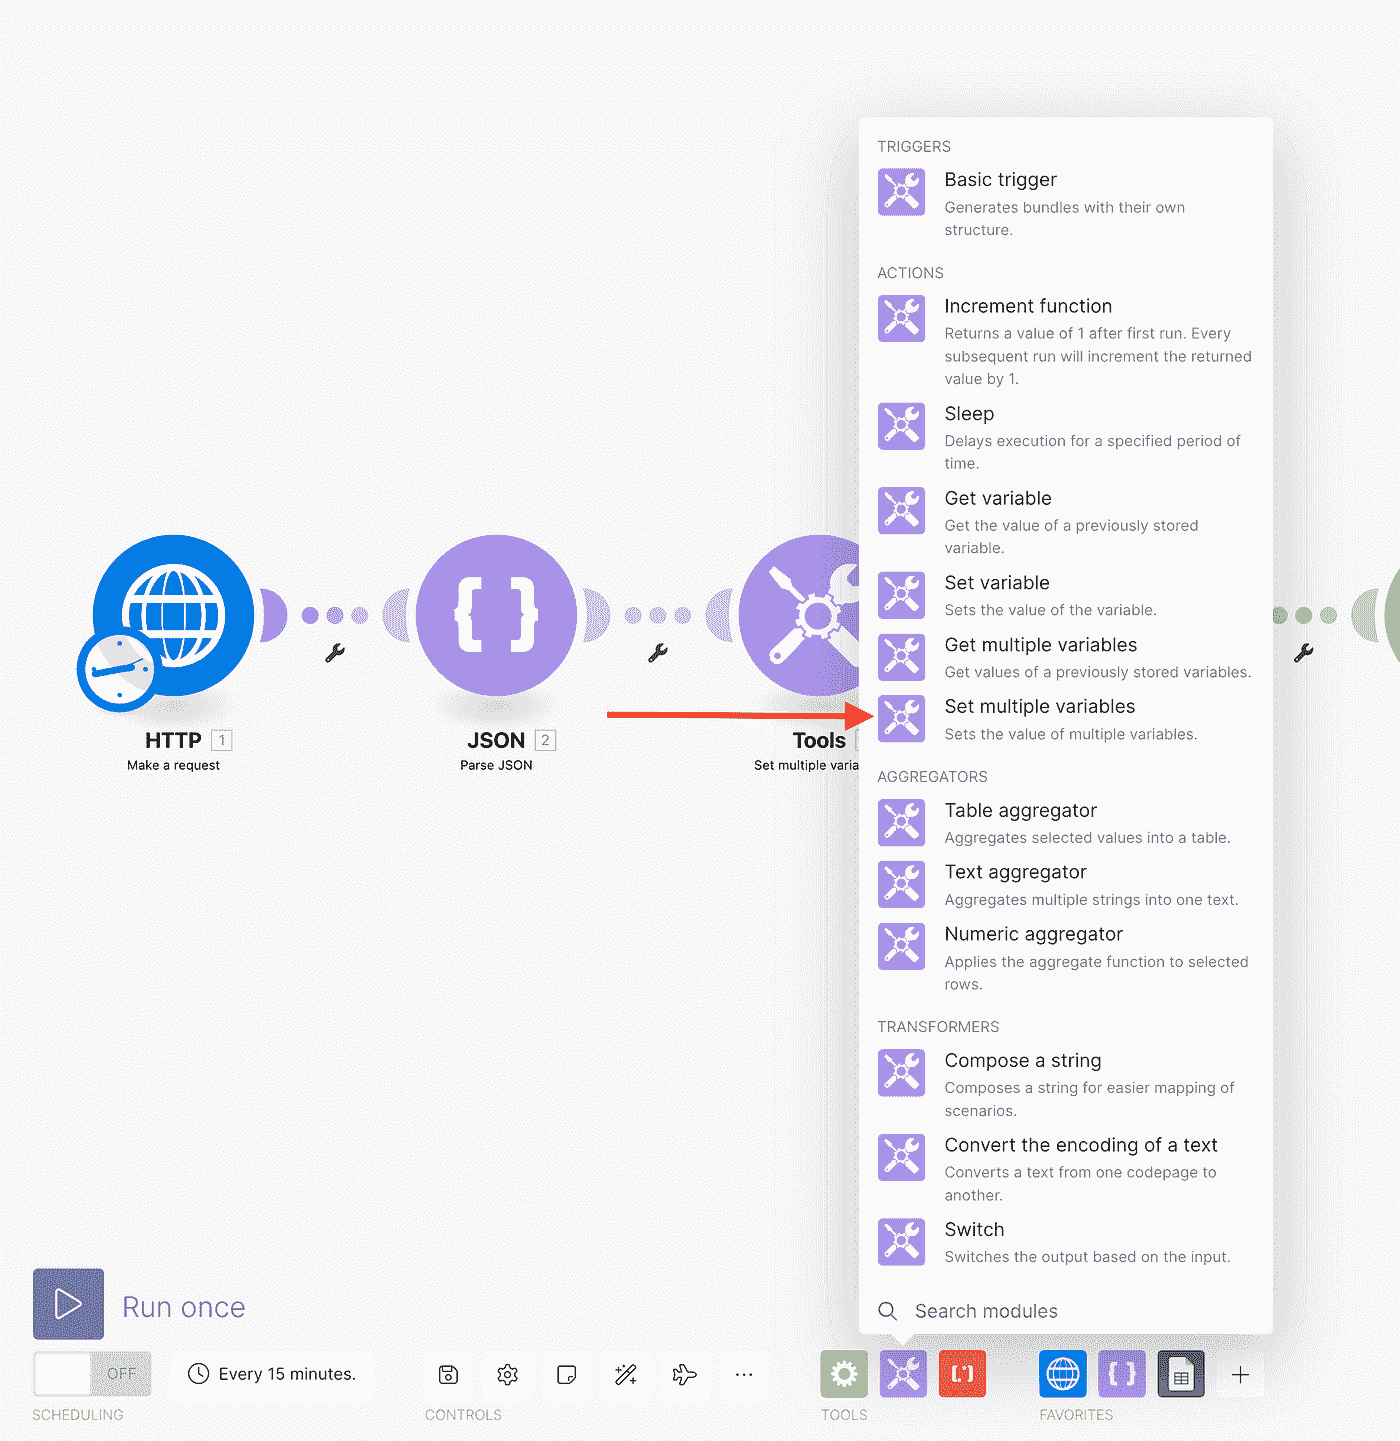 TRIGGERS
Basic trigger
Generates bundles with their own
structure.
ACTIONS
Increment function
Returns a value of 1 after first run. Every
subsequent run will increment the returned
value by 1.
Sleep
Delays execution for a specified period of
time.
Get variable
Get the value of a previously stored
variable.
Set variable
Sets the value of the variable.
Get multiple variables
Get values of a previously stored variables.
Set multiple variables
Sets the value of multiple variables.
AGGREGATORS
Table aggregator
Aggregates selected values into a table.
Text aggregator
Aggregates multiple strings into one text.
Numeric aggregator
Applies the aggregate function to selected
rows.
TRANSFORMERS
Compose a string
Composes a string for easier mapping of
scenarios.
Convert the encoding of a text
Converts a text from one codepage to
another.
Switch
Switches the output based on the input.
Search modules
HTTP 1
Make a request
JSON 2
Parse JSON
Tools
Set multiple varia
Run once
OFF
Every 15 minutes.
SCHEDULING
CONTROLS
TOOLS
FAVORITES